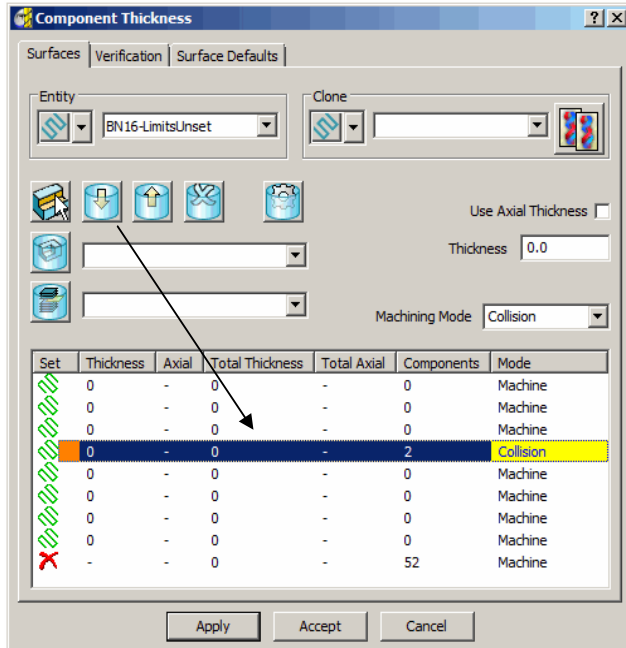 Component Thickness
Surfaces Verification Surface Defaults
Entity Clone
BN16-LimitsUnset
Use Axial Thickness
Thickness 0.0
Machining Mode Collision
Set Thickness Axial Total Thickness Total Axial Components Mode
0 - 0 - 0 Machine
0 - 0 - 0 Machine
0 - 0 - 0 Machine
0 - 0 - 2 Collision
0 - 0 - 0 Machine
0 - 0 - 0 Machine
0 - 0 - 0 Machine
0 - 0 - 0 Machine
- - 0 - 52 Machine
Apply Accept Cancel